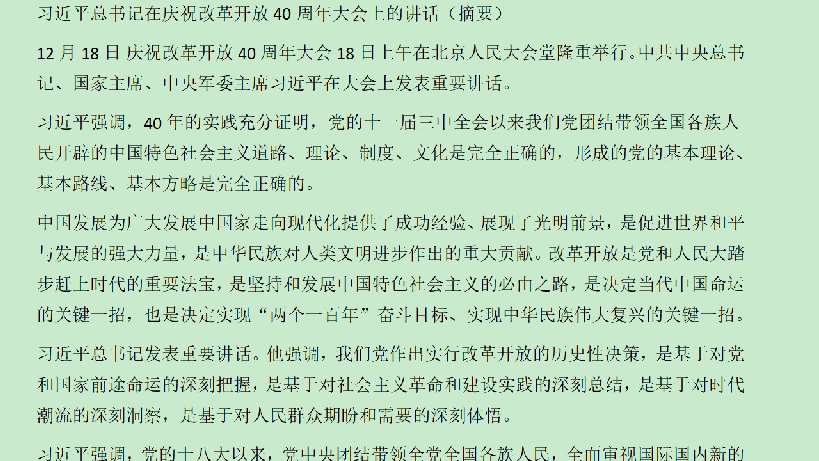 习近平总书记在庆祝改革开放 40 周年大会上的讲话（摘要）
12 月 18 日 庆祝改革开放 40 周年大会 18 日上午在北京人民大会堂隆重举行。中共中央总书
记、国家主席、中央军委主席习近平在大会上发表重要讲话。
习近平强调，40 年的实践充分证明，党的十一届三中全会以来我们党团结带领全国各族人
民开辟的中国特色社会主义道路、理论、制度、文化是完全正确的，形成的党的基本理论、
基本路线、基本方略是完全正确的。
中国发展为广大发展中国家走向现代化提供了成功经验、展现了光明前景，是促进世界和平
与发展的强大力量，是中华民族对人类文明进步作出的重大贡献。改革开放是党和人民大踏
步赶上时代的重要法宝，是坚持和发展中国特色社会主义的必由之路，是决定当代中国命运
的关键一招，也是决定实现“两个一百年”奋斗目标、实现中华民族伟大复兴的关键一招。
习近平总书记发表重要讲话。他强调，我们党作出实行改革开放的历史性决策，是基于对党
和国家前途命运的深刻把握，是基于对社会主义革命和建设实践的深刻总结，是基于对时代
潮流的深刻洞察，是基于对人民群众期盼和需要的深刻体悟。
习近平强调，党的十八大以来，党中央团结带领全党全国各族人民，全面审视国际国内新的